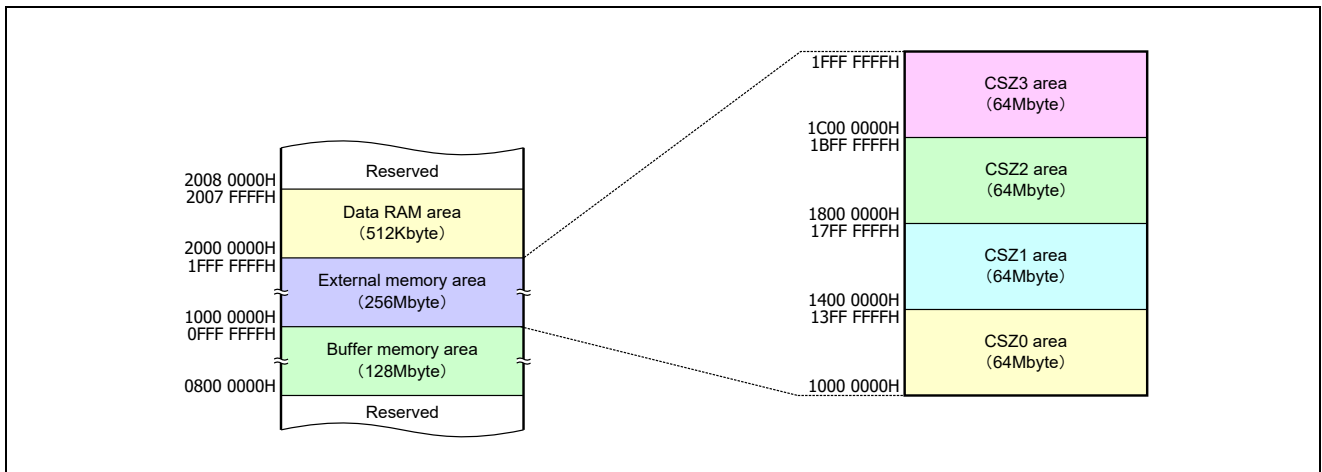 Reserved
2008 0000H
2007 FFFFH
Data RAM area
（512Kbyte）
2000 0000H
1FFF FFFFH
External memory area
（256Mbyte）
1000 0000H
0FFF FFFFH
Buffer memory area
（128Mbyte）
0800 0000H
Reserved
1FFF FFFFH
CSZ3 area
（64Mbyte）
1C00 0000H
1BFF FFFFH
CSZ2 area
（64Mbyte）
1800 0000H
17FF FFFFH
CSZ1 area
（64Mbyte）
1400 0000H
13FF FFFFH
CSZ0 area
（64Mbyte）
1000 0000H